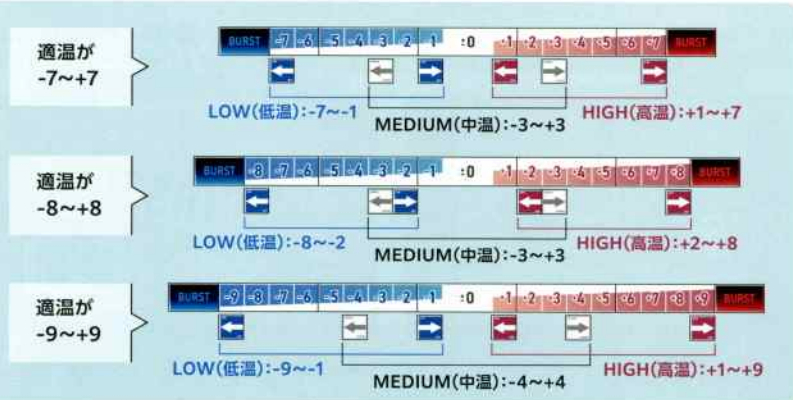 適温が
-7~+7
BURST -7 -6 -5 -4 -3 -2 -1 ±0 +1 +2 +3 +4 +5 +6 +7 BURST
LOW(低温):-7~-1
MEDIUM(中温):-3~+3
HIGH(高温):+1~+7
適温が
-8~+8
BURST -8 -7 -6 -5 -4 -3 -2 -1 ±0 +1 +2 +3 +4 +5 +6 +7 +8 BURST
LOW(低温):-8~-2
MEDIUM(中温):-3~+3
HIGH(高温):+2~+8
適温が
-9~+9
BURST -9 -8 -7 -6 -5 -4 -3 -2 -1 ±0 +1 +2 +3 +4 +5 +6 +7 +8 +9 BURST
LOW(低温):-9~-1
MEDIUM(中温):-4~+4
HIGH(高温):+1~+9